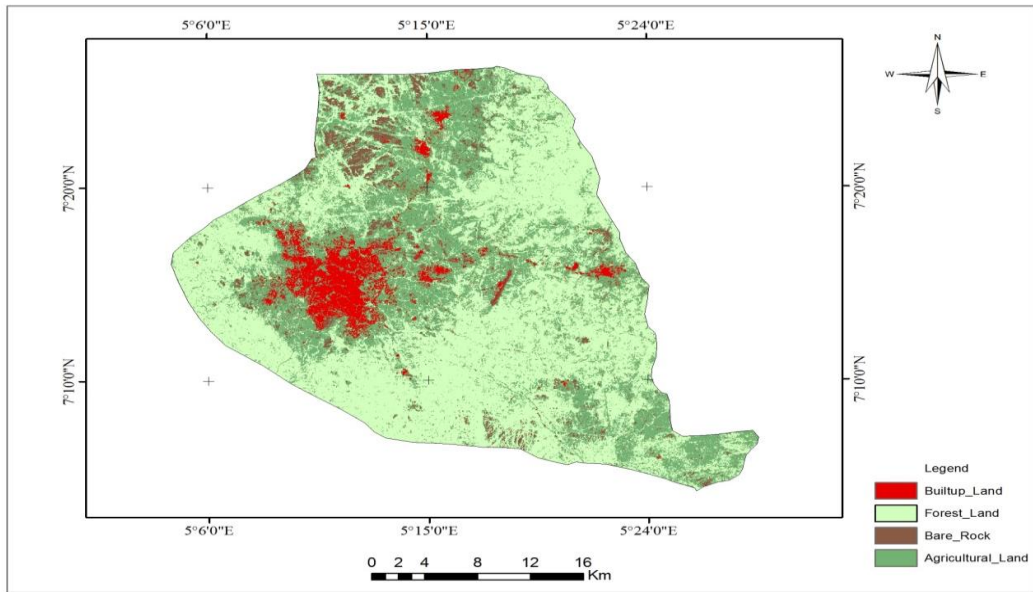 5°6'0"E 5°15'0"E 5°24'0"E
N
W E
S
7°20'0"N 7°20'0"N
7°10'0"N 7°10'0"N
Legend
Builtup_Land
Forest_Land
Bare_Rock
Agricultural_Land
5°6'0"E 5°15'0"E 5°24'0"E
0 2 4 8 12 16
Km